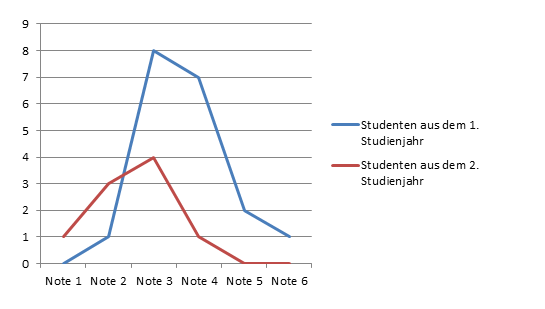 9
8
7
6
5
4
3
2
1
0
Note 1 Note 2 Note 3 Note 4 Note 5 Note 6
Studenten aus dem 1.
Studienjahr
Studenten aus dem 2.
Studienjahr